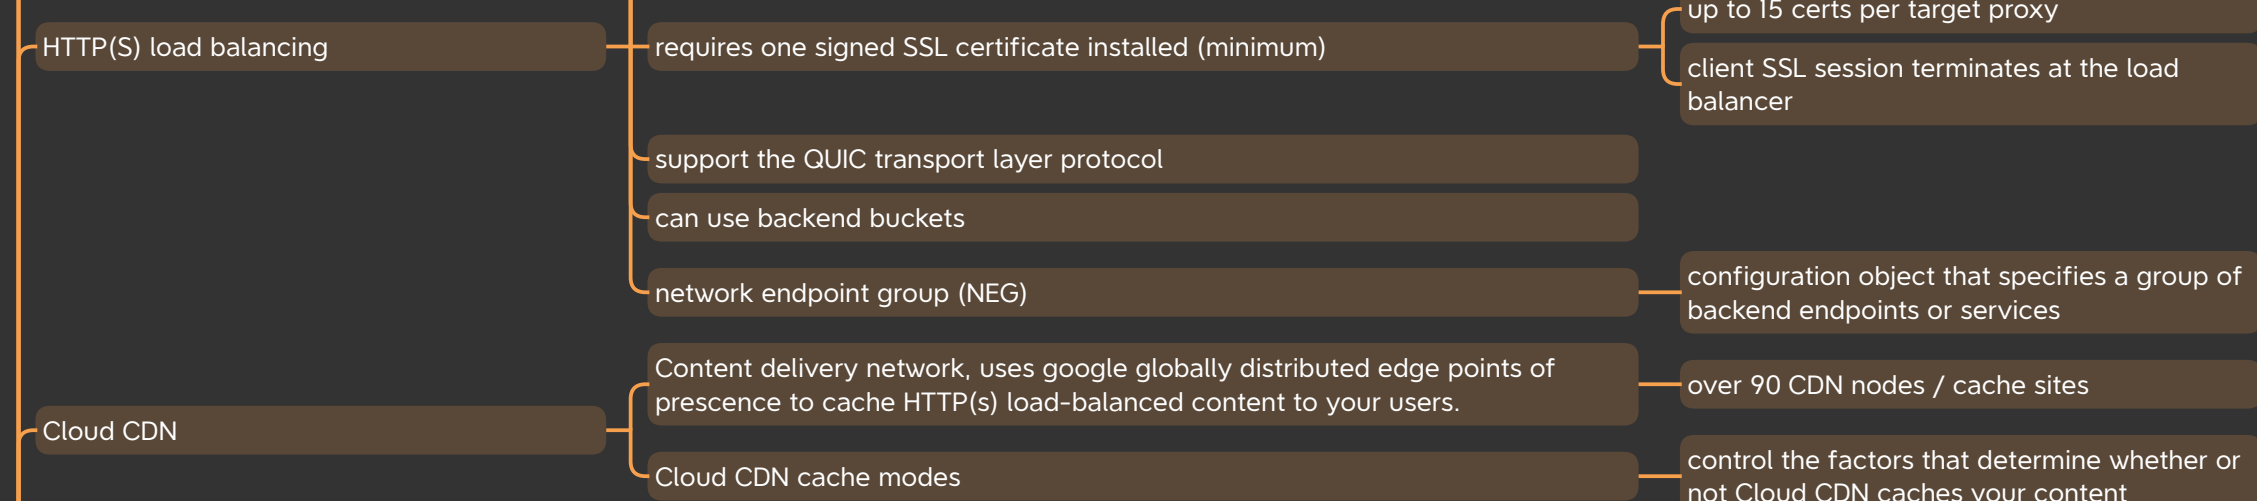 HTTP(S) load balancing
requires one signed SSL certificate installed (minimum)
up to 15 certs per target proxy
client SSL session terminates at the load
balancer
support the QUIC transport layer protocol
can use backend buckets
network endpoint group (NEG)
configuration object that specifies a group of
backend endpoints or services
Cloud CDN
Content delivery network, uses google globally distributed edge points of
prescence to cache HTTP(s) load-balanced content to your users.
over 90 CDN nodes / cache sites
Cloud CDN cache modes
control the factors that determine whether or
not Cloud CDN caches your content